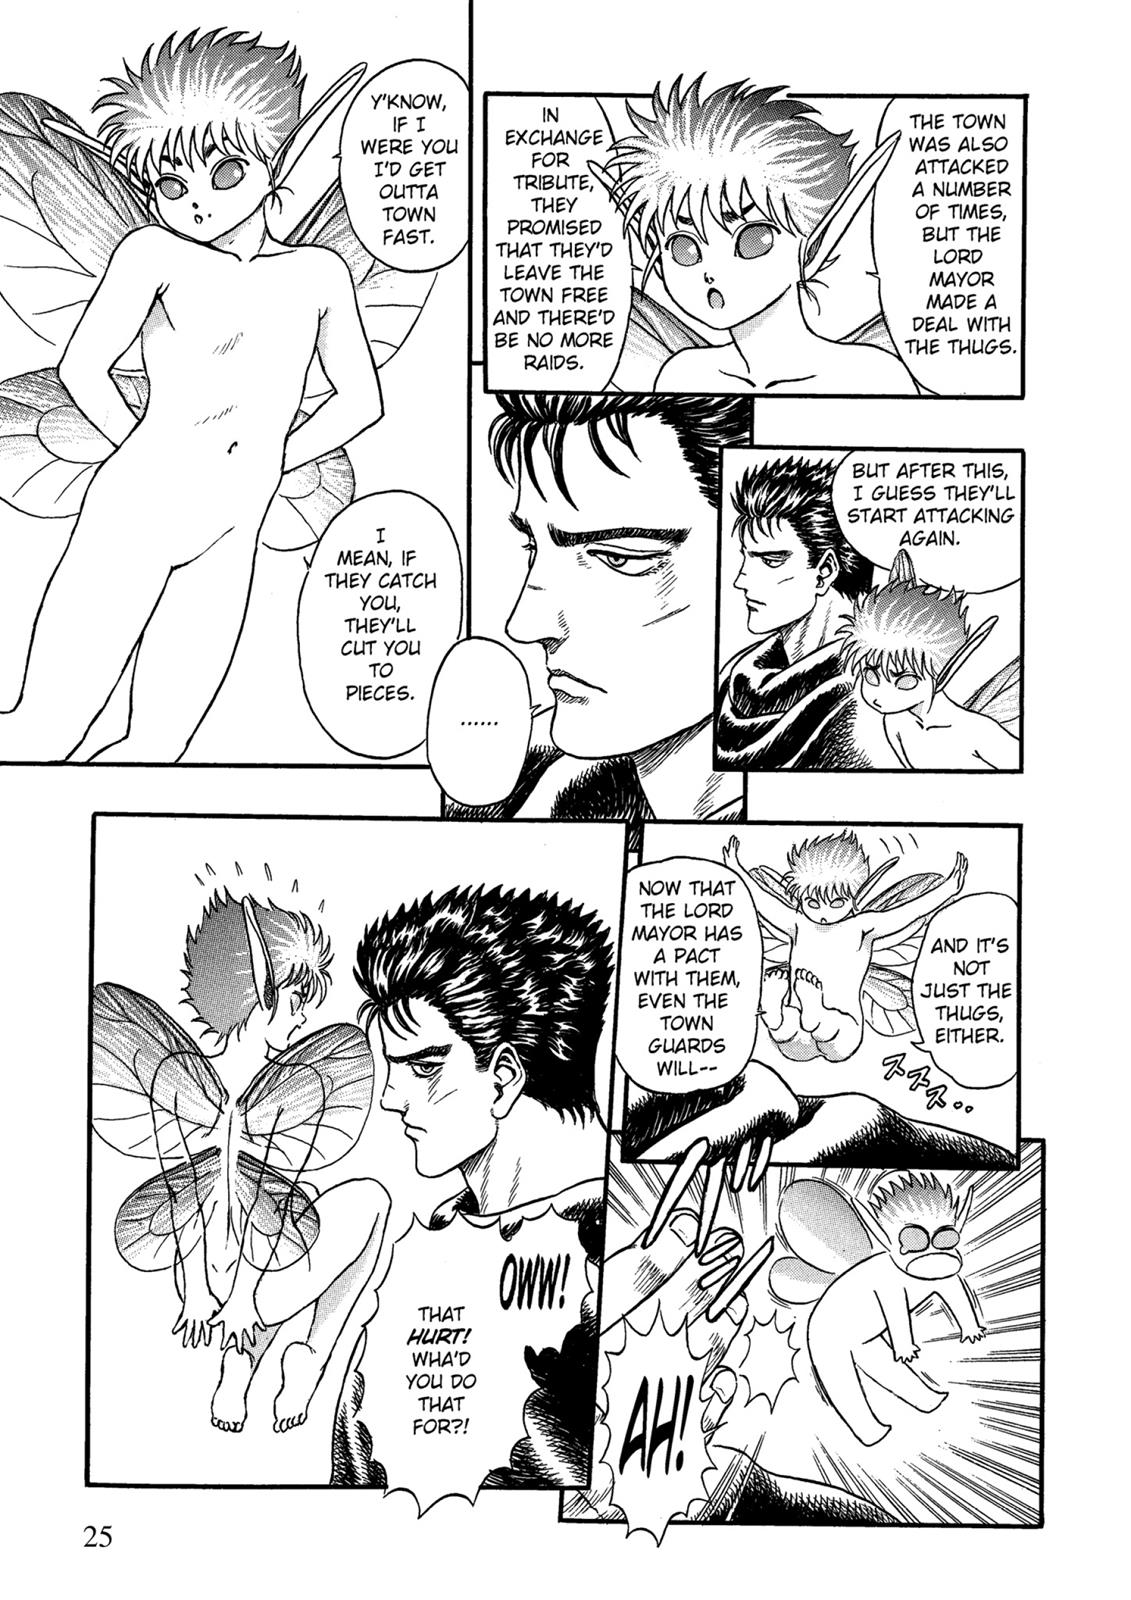 THE TOWN
WAS ALSO
ATTACKED
A NUMBER
OF TIMES,
BUT THE
LORD
MAYOR
MADE A
DEAL WITH
THE THUGS.
IN
EXCHANGE
FOR
TRIBUTE,
THEY
PROMISED
THAT THEY'D
LEAVE THE
TOWN FREE
AND THERE'D
BE NO MORE
RAIDS.
BUT AFTER THIS,
I GUESS THEY'LL
START ATTACKING
AGAIN.
......
Y'KNOW,
IF I
WERE YOU
I'D GET
OUTTA
TOWN
FAST.
I
MEAN, IF
THEY CATCH
YOU,
THEY'LL
CUT YOU
TO
PIECES.
AND IT'S
NOT
JUST THE
THUGS,
EITHER.
ススス..
NOW THAT
THE LORD
MAYOR HAS
A PACT
WITH THEM,
EVEN THE
TOWN
GUARDS
WILL--
AH!
OWW!
THAT
HURT!
WHA'D
YOU DO
THAT
FOR?!
25